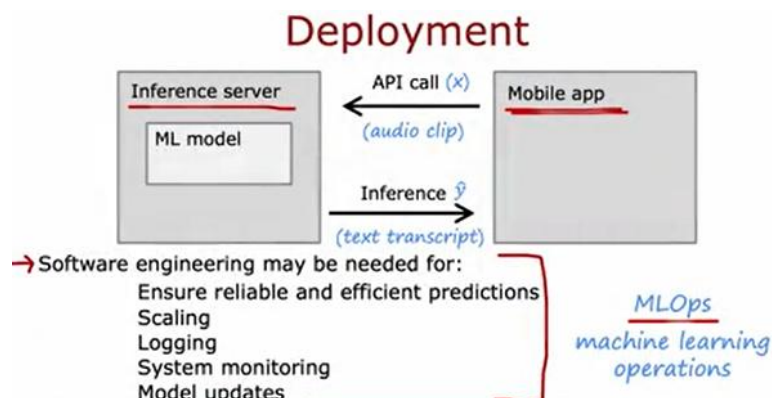 Deployment
Inference server
ML model
API call (x)
(audio clip)
Mobile app
Inference ŷ
(text transcript)
Software engineering may be needed for:
Ensure reliable and efficient predictions
Scaling
Logging
System monitoring
Model updates
MLOps
machine learning
operations